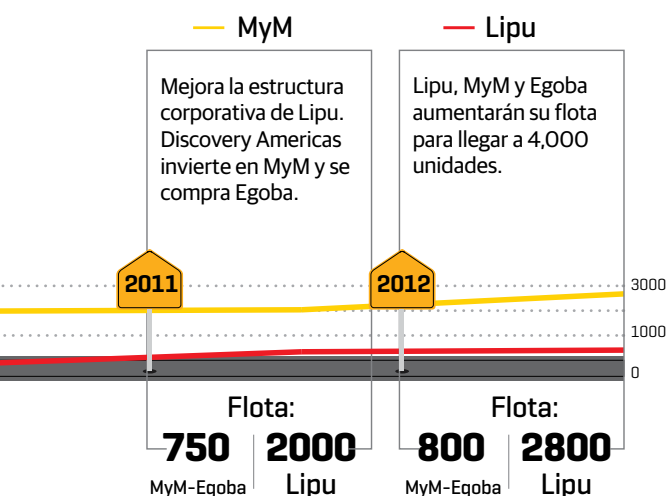 MyM
Lipu
Mejora la estructura
corporativa de Lipu.
Discovery Americas
invierte en MyM y se
compra Egoba.
Lipu, MyM y Egoba
aumentarán su flota
para llegar a 4,000
unidades.
2011
2012
3000
1000
0
Flota:
750
2000
MyM-Egoba
Lipu
Flota:
800
2800
MyM-Egoba
Lipu